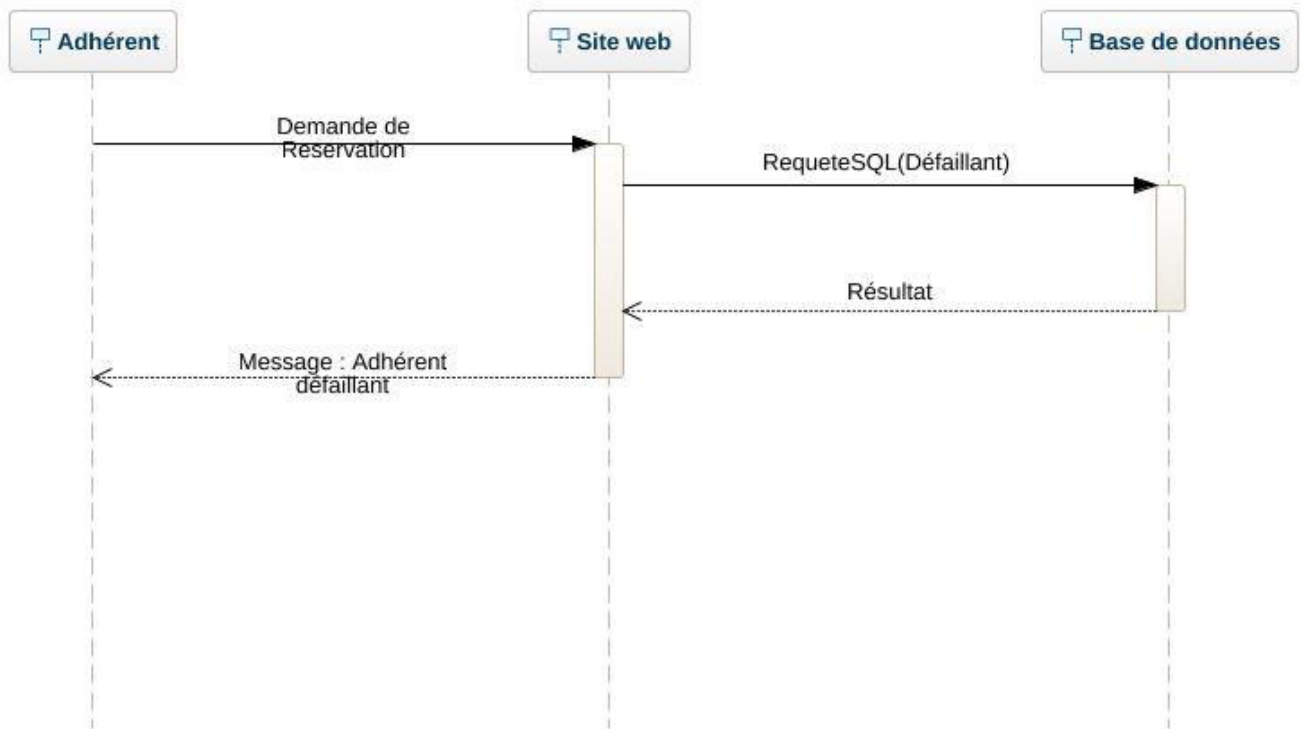 Adhérent
Site web
Base de données
Demande de
Reservation
RequeteSQL(Défaillant)
Résultat
Message : Adhérent
défaillant